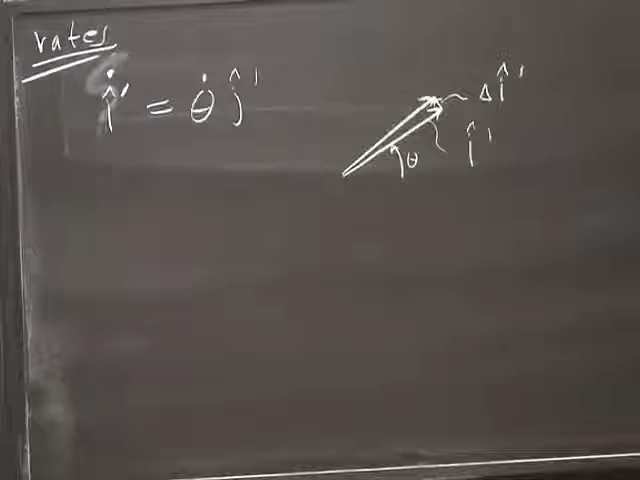 rates
î̇' = θ̇ ĵ'
Δî'
î'
θ